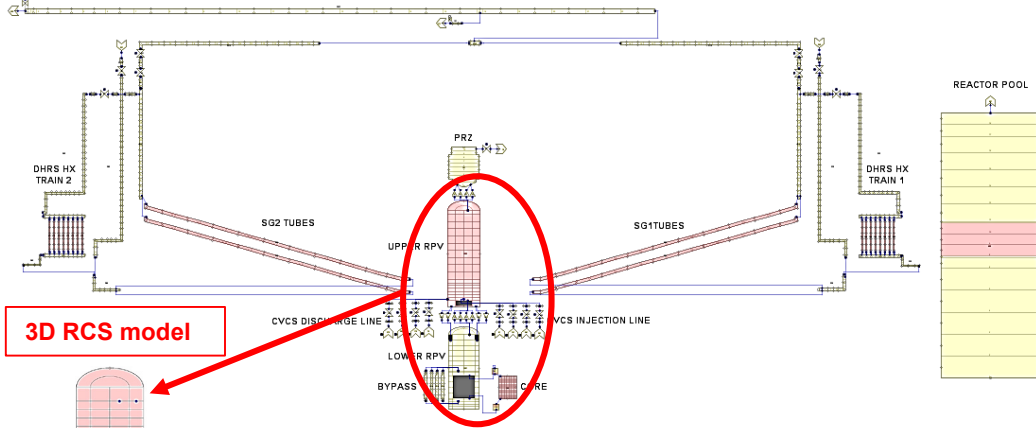 REACTOR POOL
PRZ
DHRS HX
TRAIN 2
DHRS HX
TRAIN 1
SG2 TUBES
SG1TUBES
UPPER RPV
3D RCS model
CVCS DISCHARGE LINE
CVCS INJECTION LINE
LOWER RPV
BYPASS
CORE